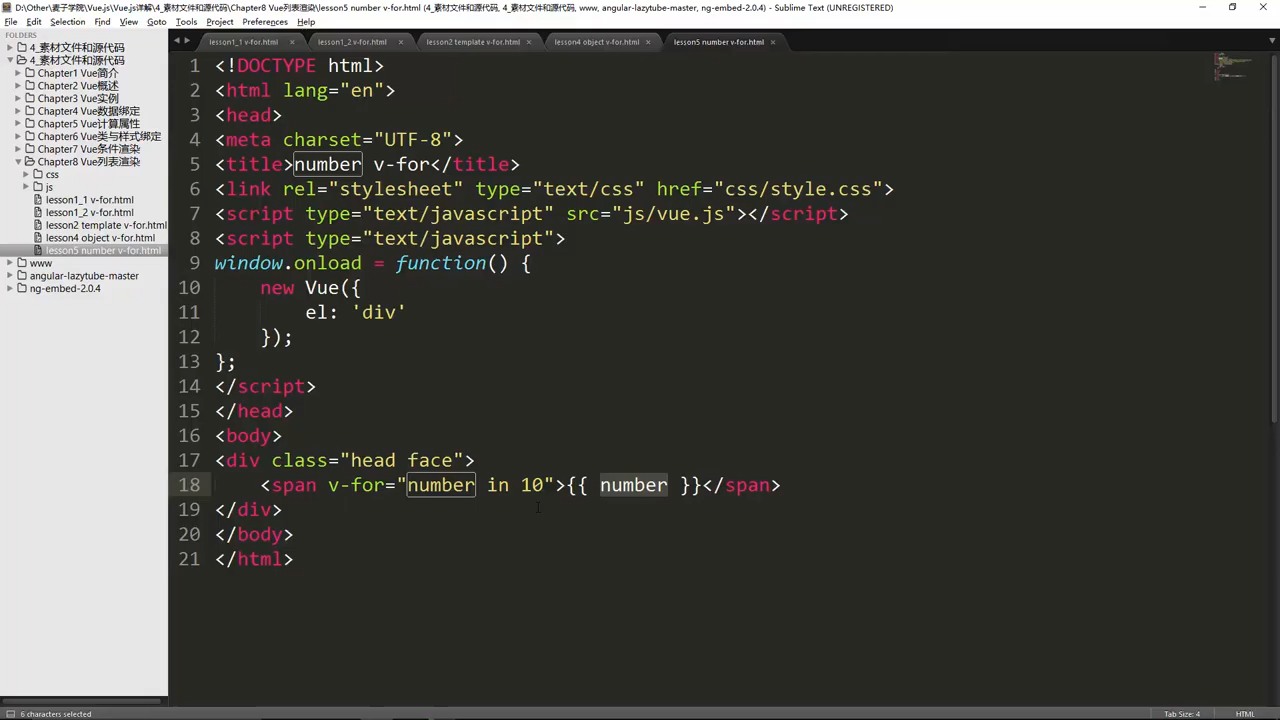 D:\Other\麦子学院\Vue.js\Vue.js详解\4_素材文件和源代码\Chapter8 Vue列表渲染\lesson5 number v-for.html (4_素材文件和源代码, 4_素材文件和源代码, www, angular-lazytube-master, ng-embed-2.0.4) - Sublime Text (UNREGISTERED)
File Edit Selection Find View Goto Tools Project Preferences Help
FOLDERS
4_素材文件和源代码
4_素材文件和源代码
Chapter1 Vue简介
Chapter2 Vue概述
Chapter3 Vue实例
Chapter4 Vue数据绑定
Chapter5 Vue计算属性
Chapter6 Vue类与样式绑定
Chapter7 Vue条件渲染
Chapter8 Vue列表渲染
css
js
lesson1_1 v-for.html
lesson1_2 v-for.html
lesson2 template v-for.html
lesson4 object v-for.html
lesson5 number v-for.html
www
angular-lazytube-master
ng-embed-2.0.4
lesson1_1 v-for.html × lesson1_2 v-for.html × lesson2 template v-for.html × lesson4 object v-for.html × lesson5 number v-for.html ×
1 <!DOCTYPE html>
2 <html lang="en">
3 <head>
4 <meta charset="UTF-8">
5 <title>number v-for</title>
6 <link rel="stylesheet" type="text/css" href="css/style.css">
7 <script type="text/javascript" src="js/vue.js"></script>
8 <script type="text/javascript">
9 window.onload = function() {
10 new Vue({
11 el: 'div'
12 });
13 };
14 </script>
15 </head>
16 <body>
17 <div class="head face">
18 <span v-for="number in 10">{{ number }}</span>
19 </div>
20 </body>
21 </html>
6 characters selected
Tab Size: 4
HTML